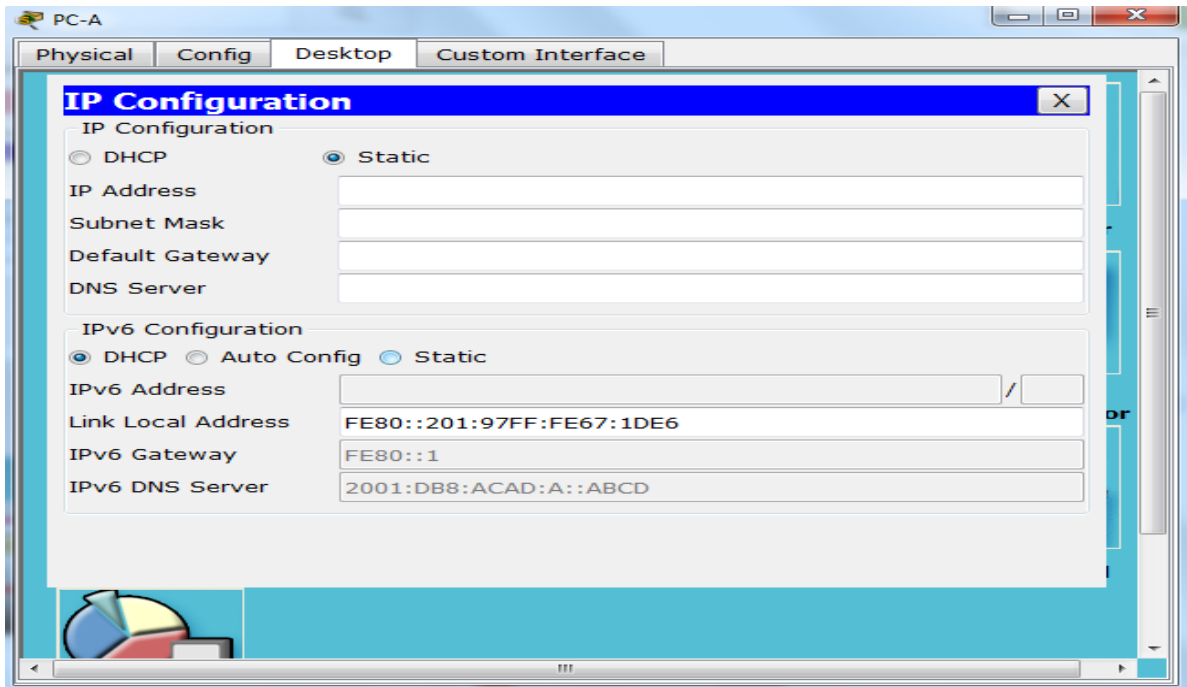 PC-A
Physical Config Desktop Custom Interface
IP Configuration X
IP Configuration
DHCP Static
IP Address
Subnet Mask
Default Gateway
DNS Server
IPv6 Configuration
DHCP Auto Config Static
IPv6 Address /
Link Local Address FE80::201:97FF:FE67:1DE6
IPv6 Gateway FE80::1
IPv6 DNS Server 2001:DB8:ACAD:A::ABCD